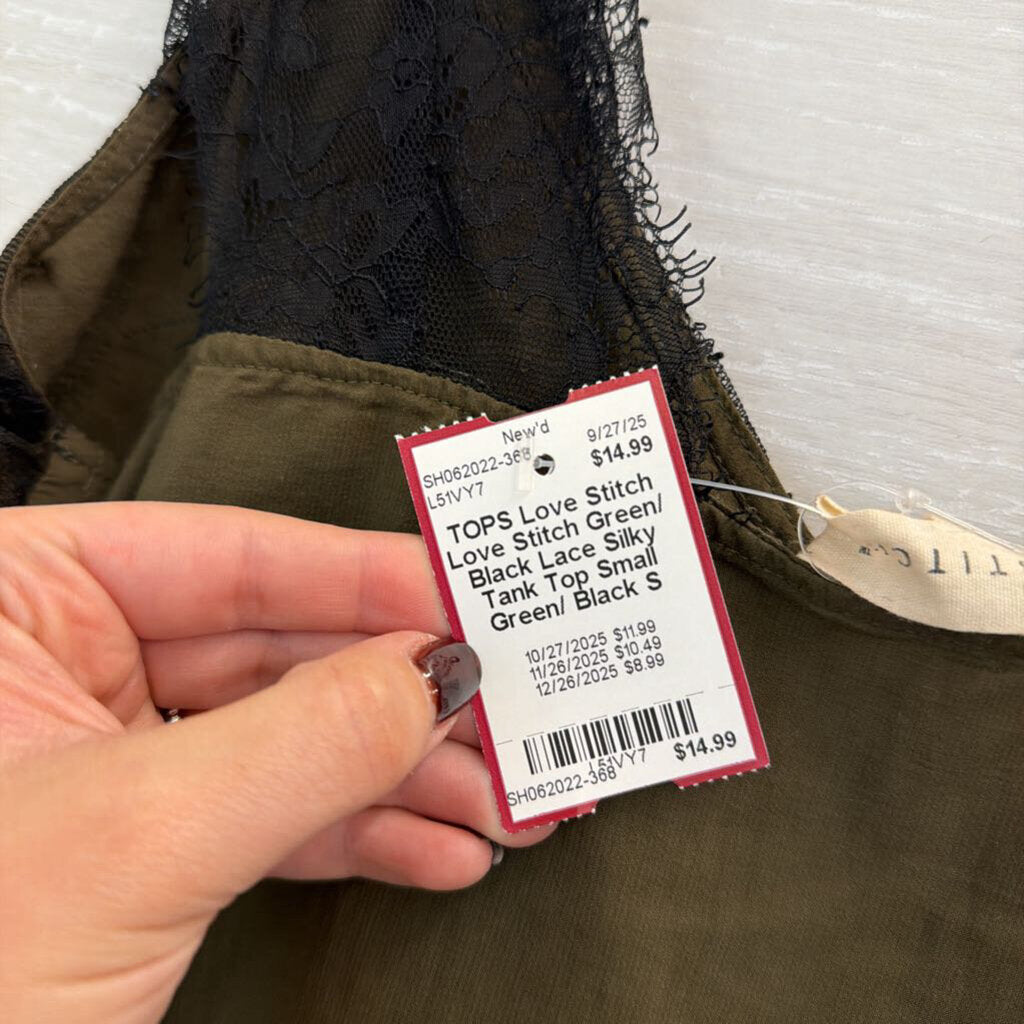 New'd
9/27/25
SH062022-368
$14.99
L51VY7
TOPS Love Stitch
Love Stitch Green/
Black Lace Silky
Tank Top Small
Green/ Black S
10/27/2025 $11.99
11/26/2025 $10.49
12/26/2025 $8.99
L51VY7
$14.99
SH062022-368